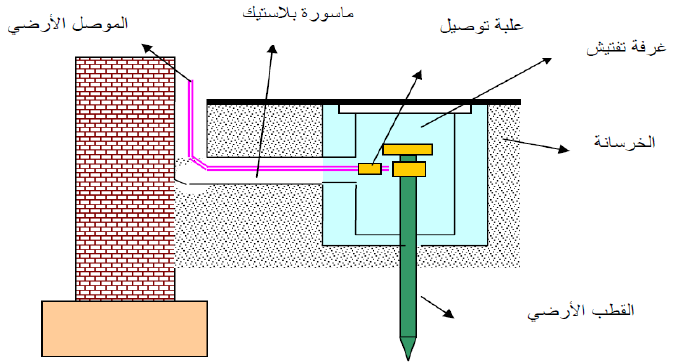 الموصل الأرضي
ماسورة بلاستيك
علبة توصيل
غرفة تفتيش
الخرسانة
القطب الأرضي